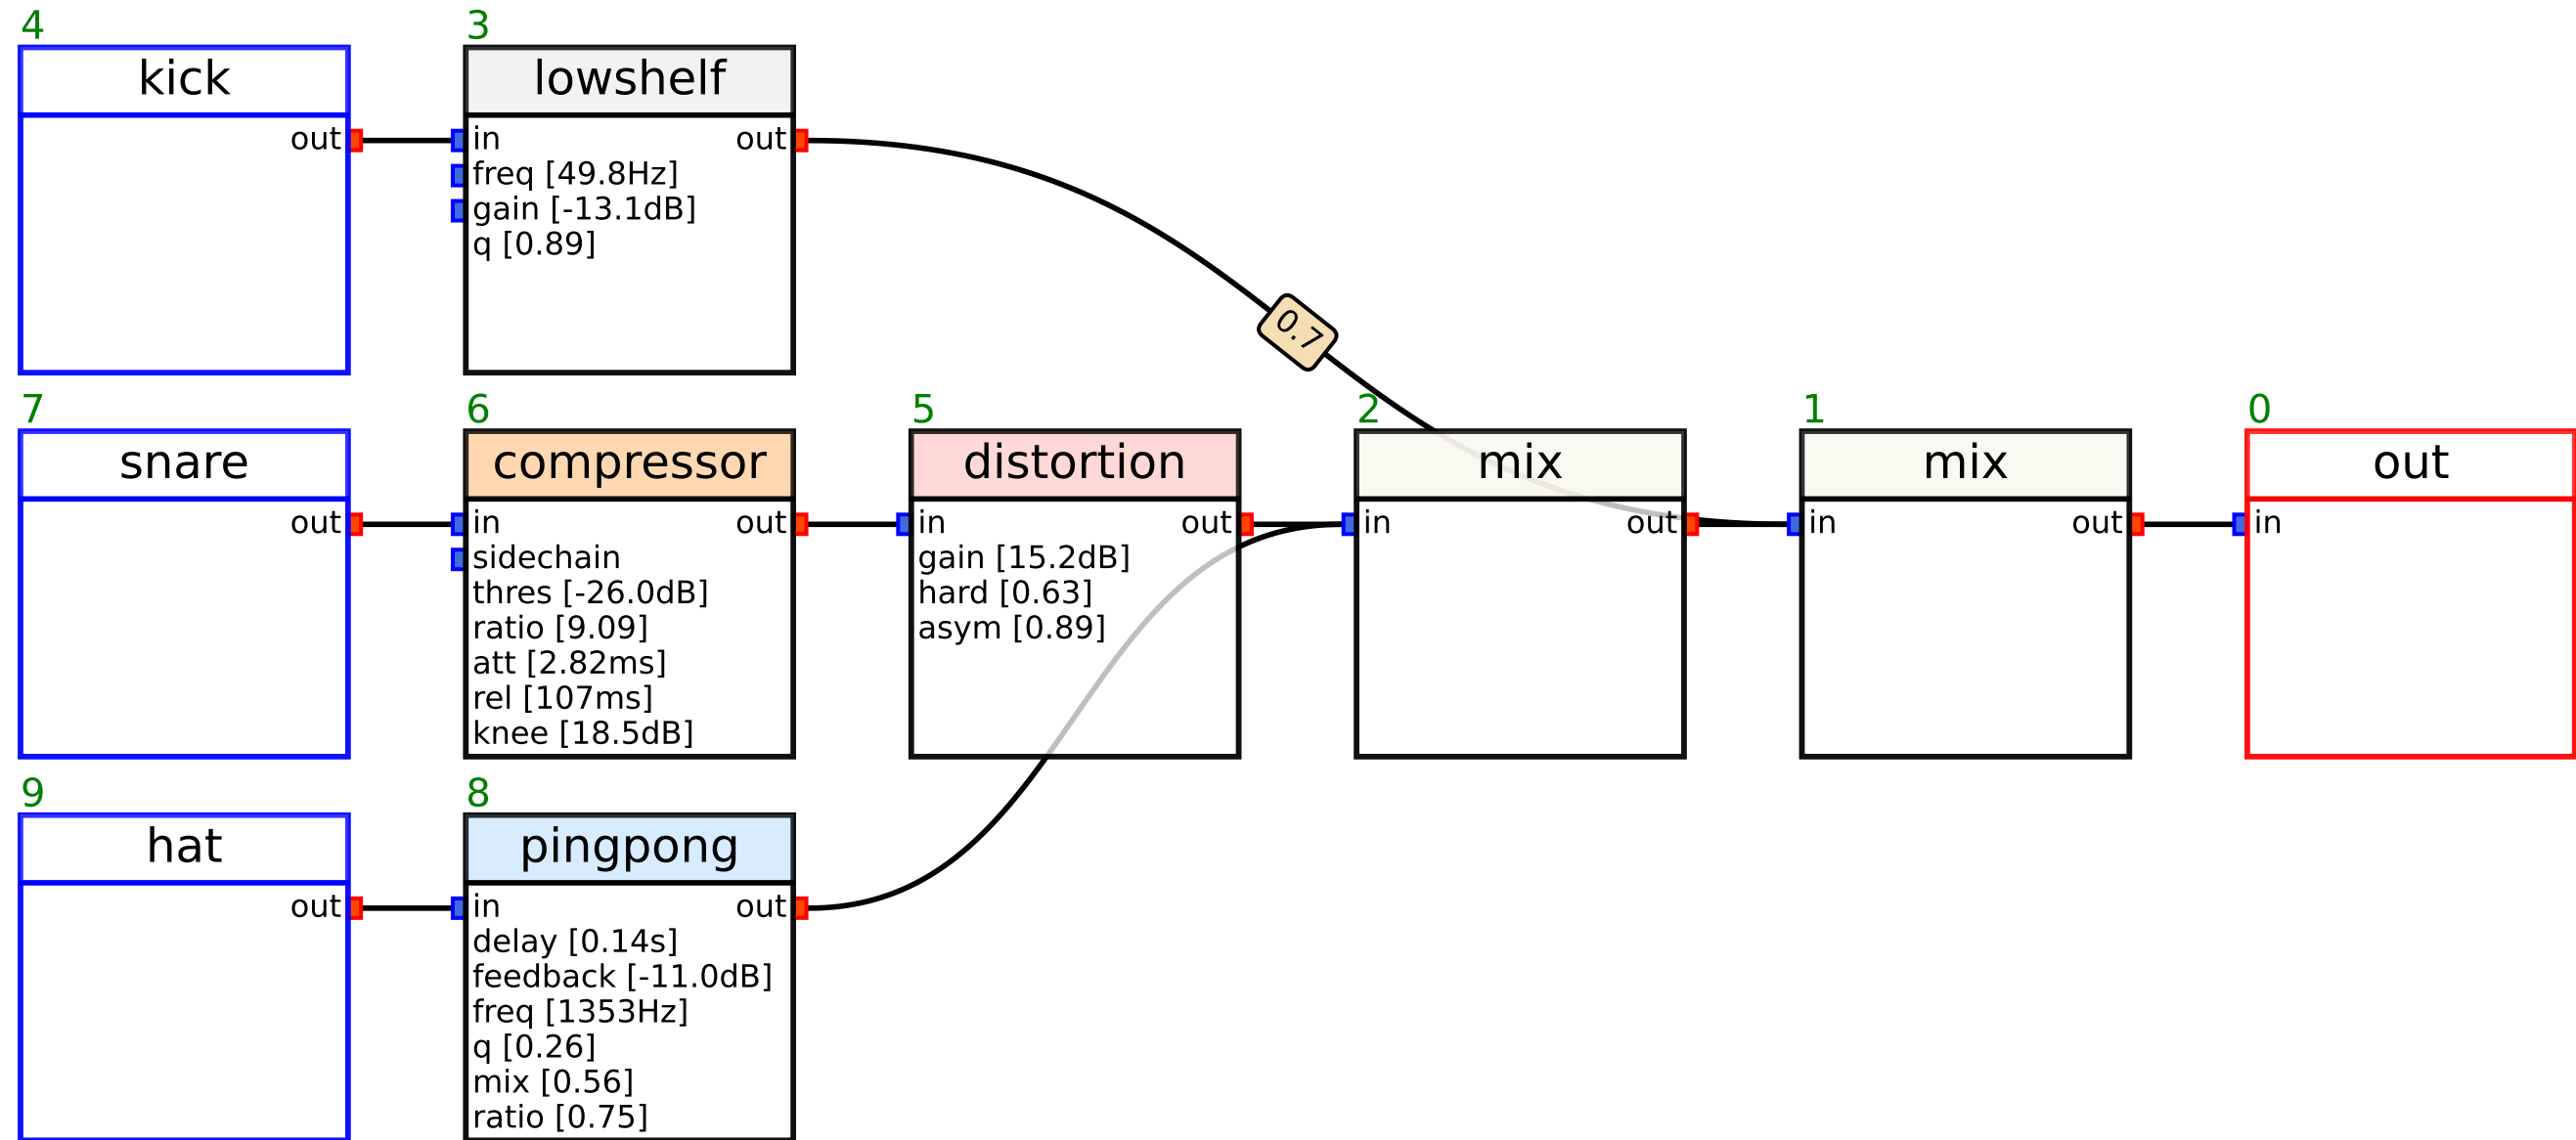 4
kick
out
3
lowshelf
in
out
freq [49.8Hz]
gain [-13.1dB]
q [0.89]
0.7
7
snare
out
6
compressor
in
out
sidechain
thres [-26.0dB]
ratio [9.09]
att [2.82ms]
rel [107ms]
knee [18.5dB]
5
distortion
in
out
gain [15.2dB]
hard [0.63]
asym [0.89]
2
mix
in
out
1
mix
in
out
0
out
in
9
hat
out
8
pingpong
in
out
delay [0.14s]
feedback [-11.0dB]
freq [1353Hz]
q [0.26]
mix [0.56]
ratio [0.75]